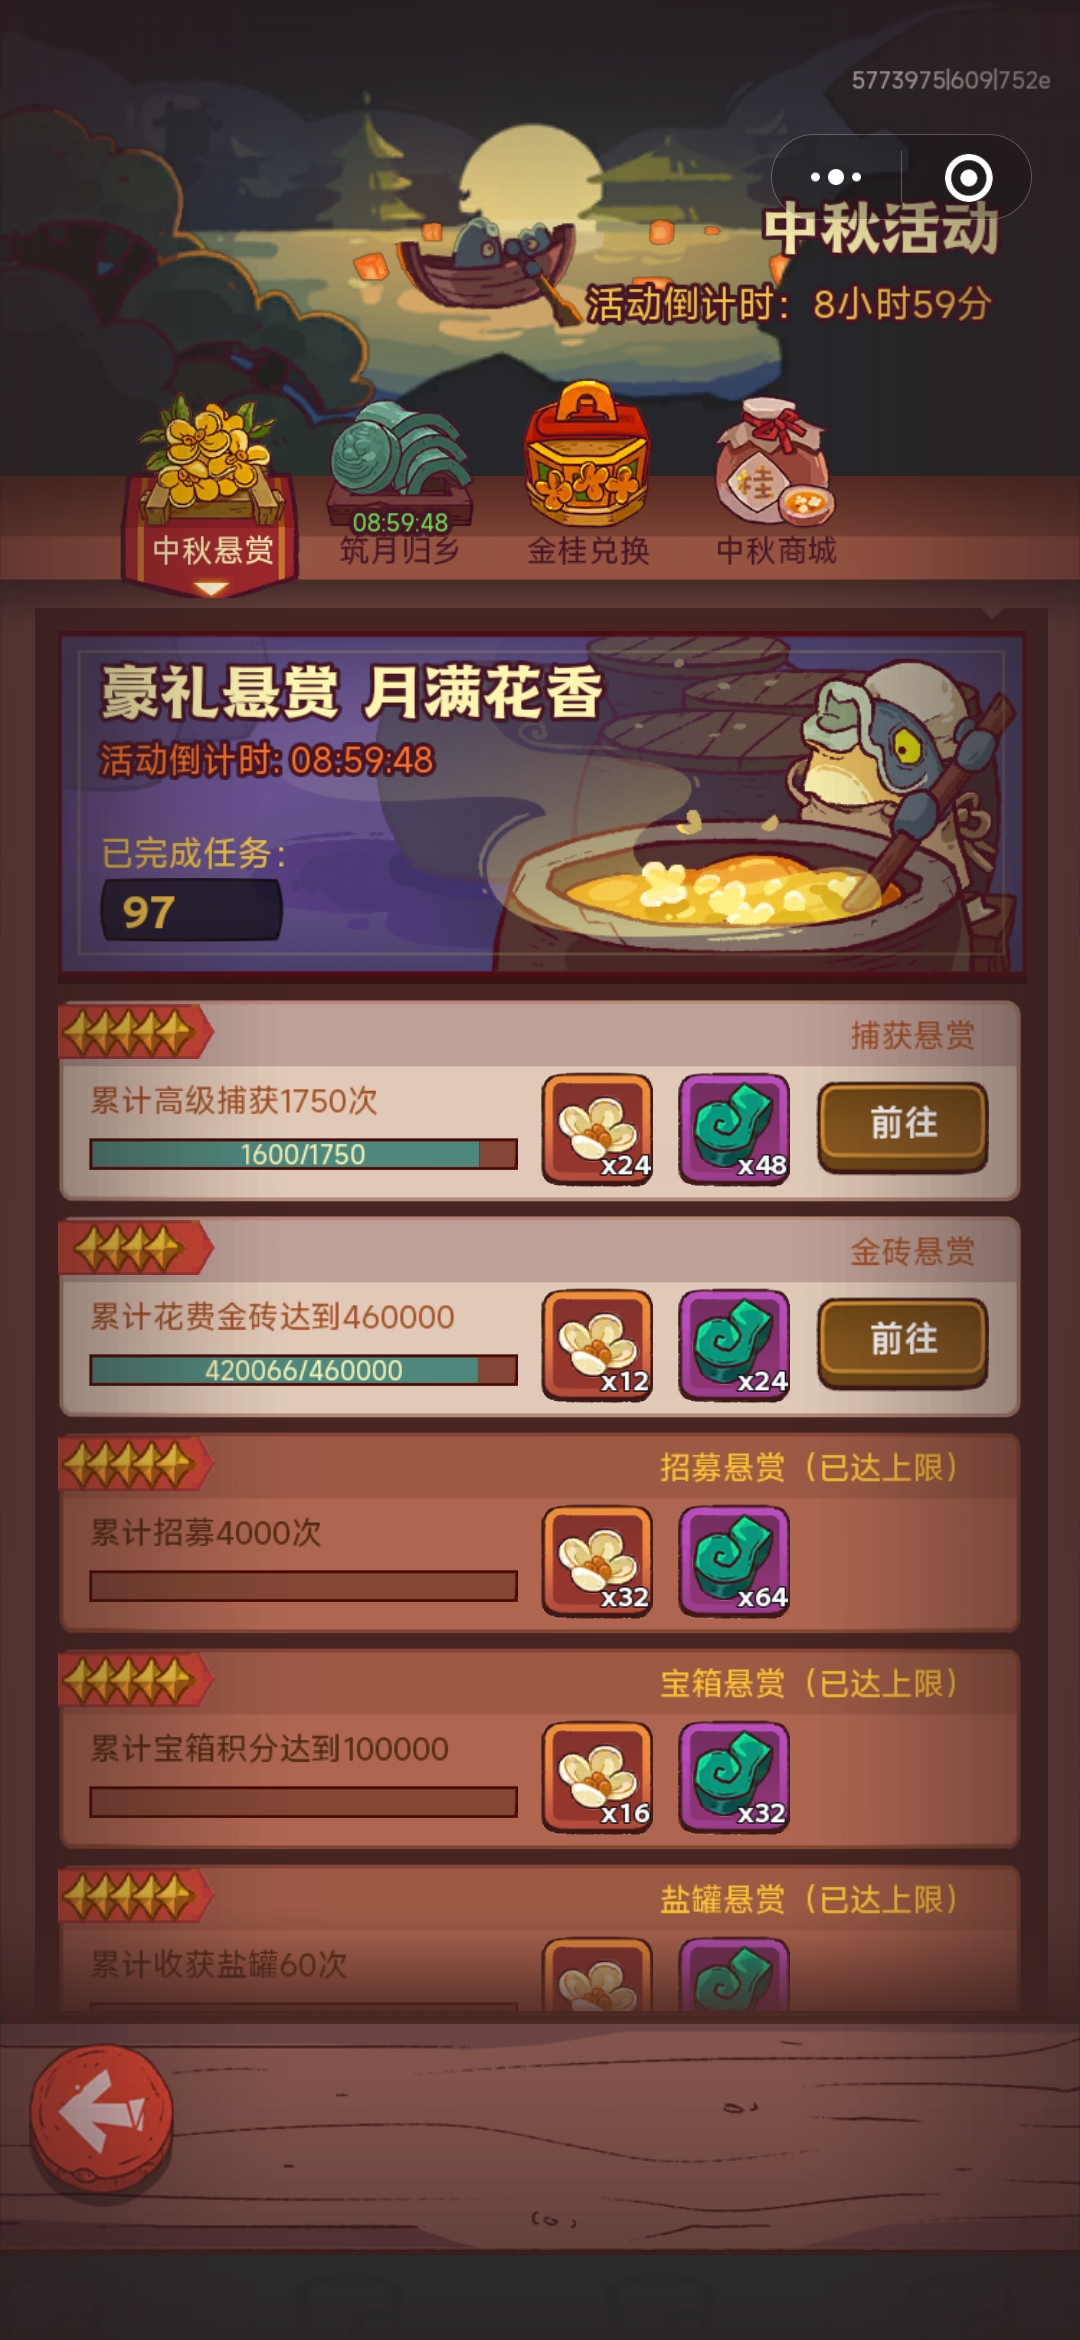 5773975|609|752e
中秋活动
活动倒计时：8小时59分
桂
08:59:48
中秋悬赏
筑月归乡
金桂兑换
中秋商城
豪礼悬赏 月满花香
活动倒计时: 08:59:48
已完成任务:
97
捕获悬赏
累计高级捕获1750次
1600/1750
x24
x48
前往
金砖悬赏
累计花费金砖达到460000
420066/460000
x12
x24
前往
招募悬赏（已达上限）
累计招募4000次
x32
x64
宝箱悬赏（已达上限）
累计宝箱积分达到100000
x16
x32
盐罐悬赏（已达上限）
累计收获盐罐60次